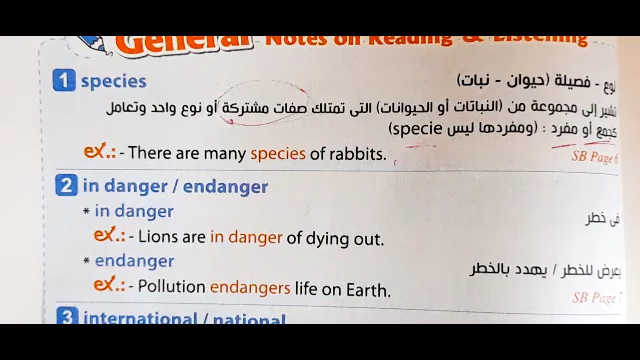 General Notes on Reading & Listening
1 species نوع - فصيلة (حيوان - نبات)
تشير إلى مجموعة من (النباتات أو الحيوانات) التى تمتلك صفات مشتركة أو نوع واحد وتعامل
كجمع أو مفرد : (ومفردها ليس specie)
ex.: - There are many species of rabbits. SB Page 6
2 in danger / endanger
* in danger فى خطر
ex.: - Lions are in danger of dying out.
* endanger يعرض للخطر / يهدد بالخطر
ex.: - Pollution endangers life on Earth. SB Page 7
3 international / national